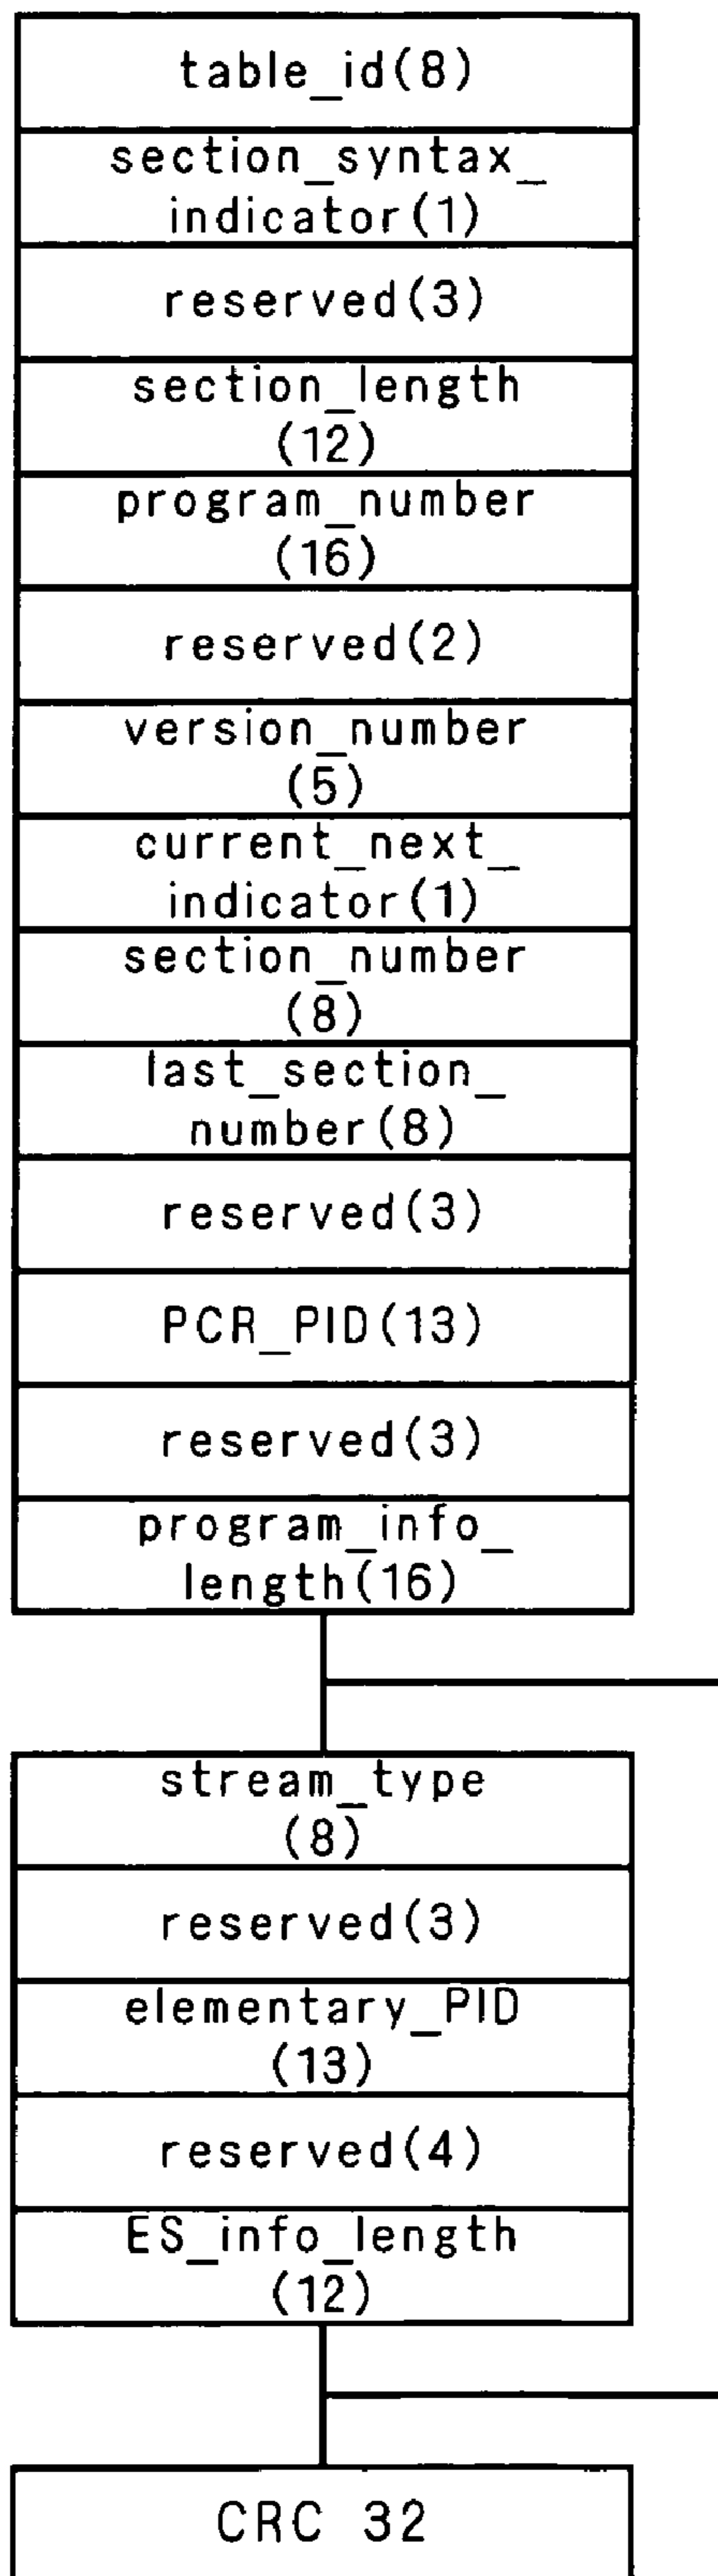 table_id(8)
section_syntax_
indicator(1)
reserved(3)
section_length
(12)
program_number
(16)
reserved(2)
version_number
(5)
current_next_
indicator(1)
section_number
(8)
last_section_
number(8)
reserved(3)
PCR_PID(13)
reserved(3)
program_info_
length(16)
stream_type
(8)
reserved(3)
elementary_PID
(13)
reserved(4)
ES_info_length
(12)
CRC 32